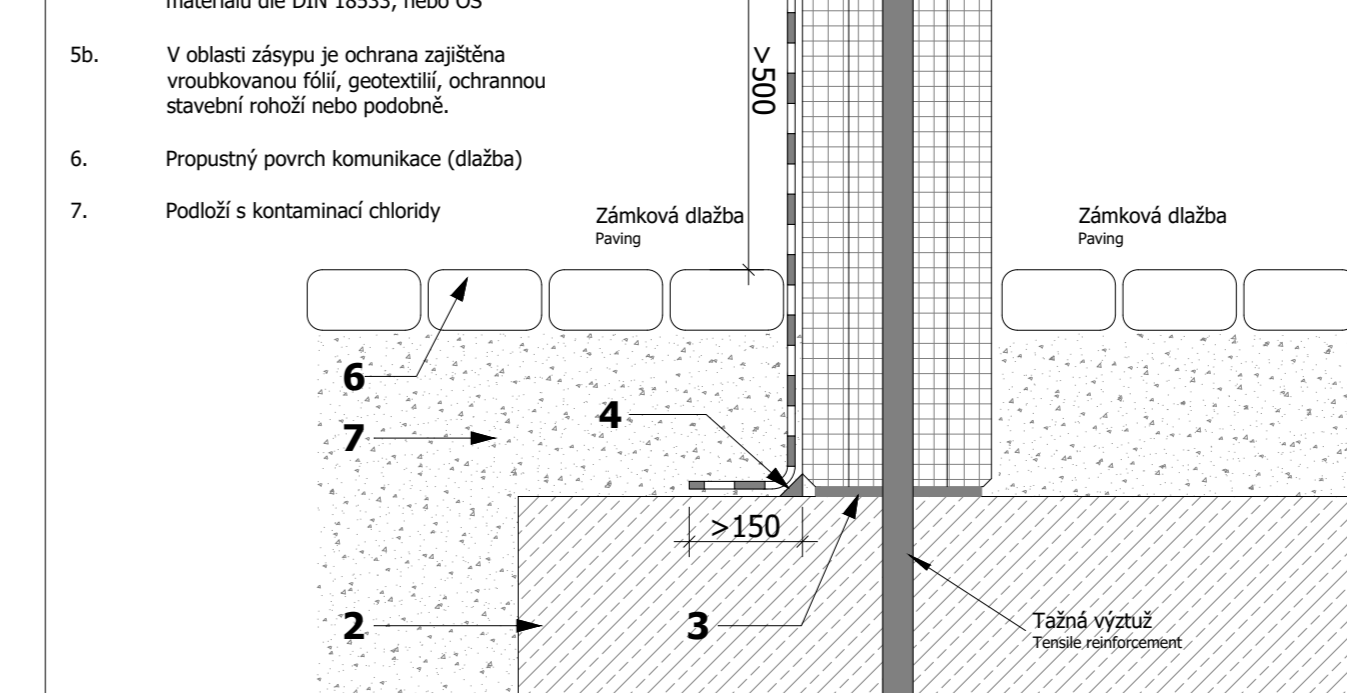 materiálu dle DIN 18533, nebo OS
5b. V oblasti zásypu je ochrana zajištěna
vroubkovanou fólií, geotextilií, ochrannou
stavební rohoží nebo podobně.
6. Propustný povrch komunikace (dlažba)
7. Podloží s kontaminací chloridy
>500
Zámková dlažba
Paving
Zámková dlažba
Paving
6
7
4
>150
2
3
Tažná výztuž
Tensile reinforcement